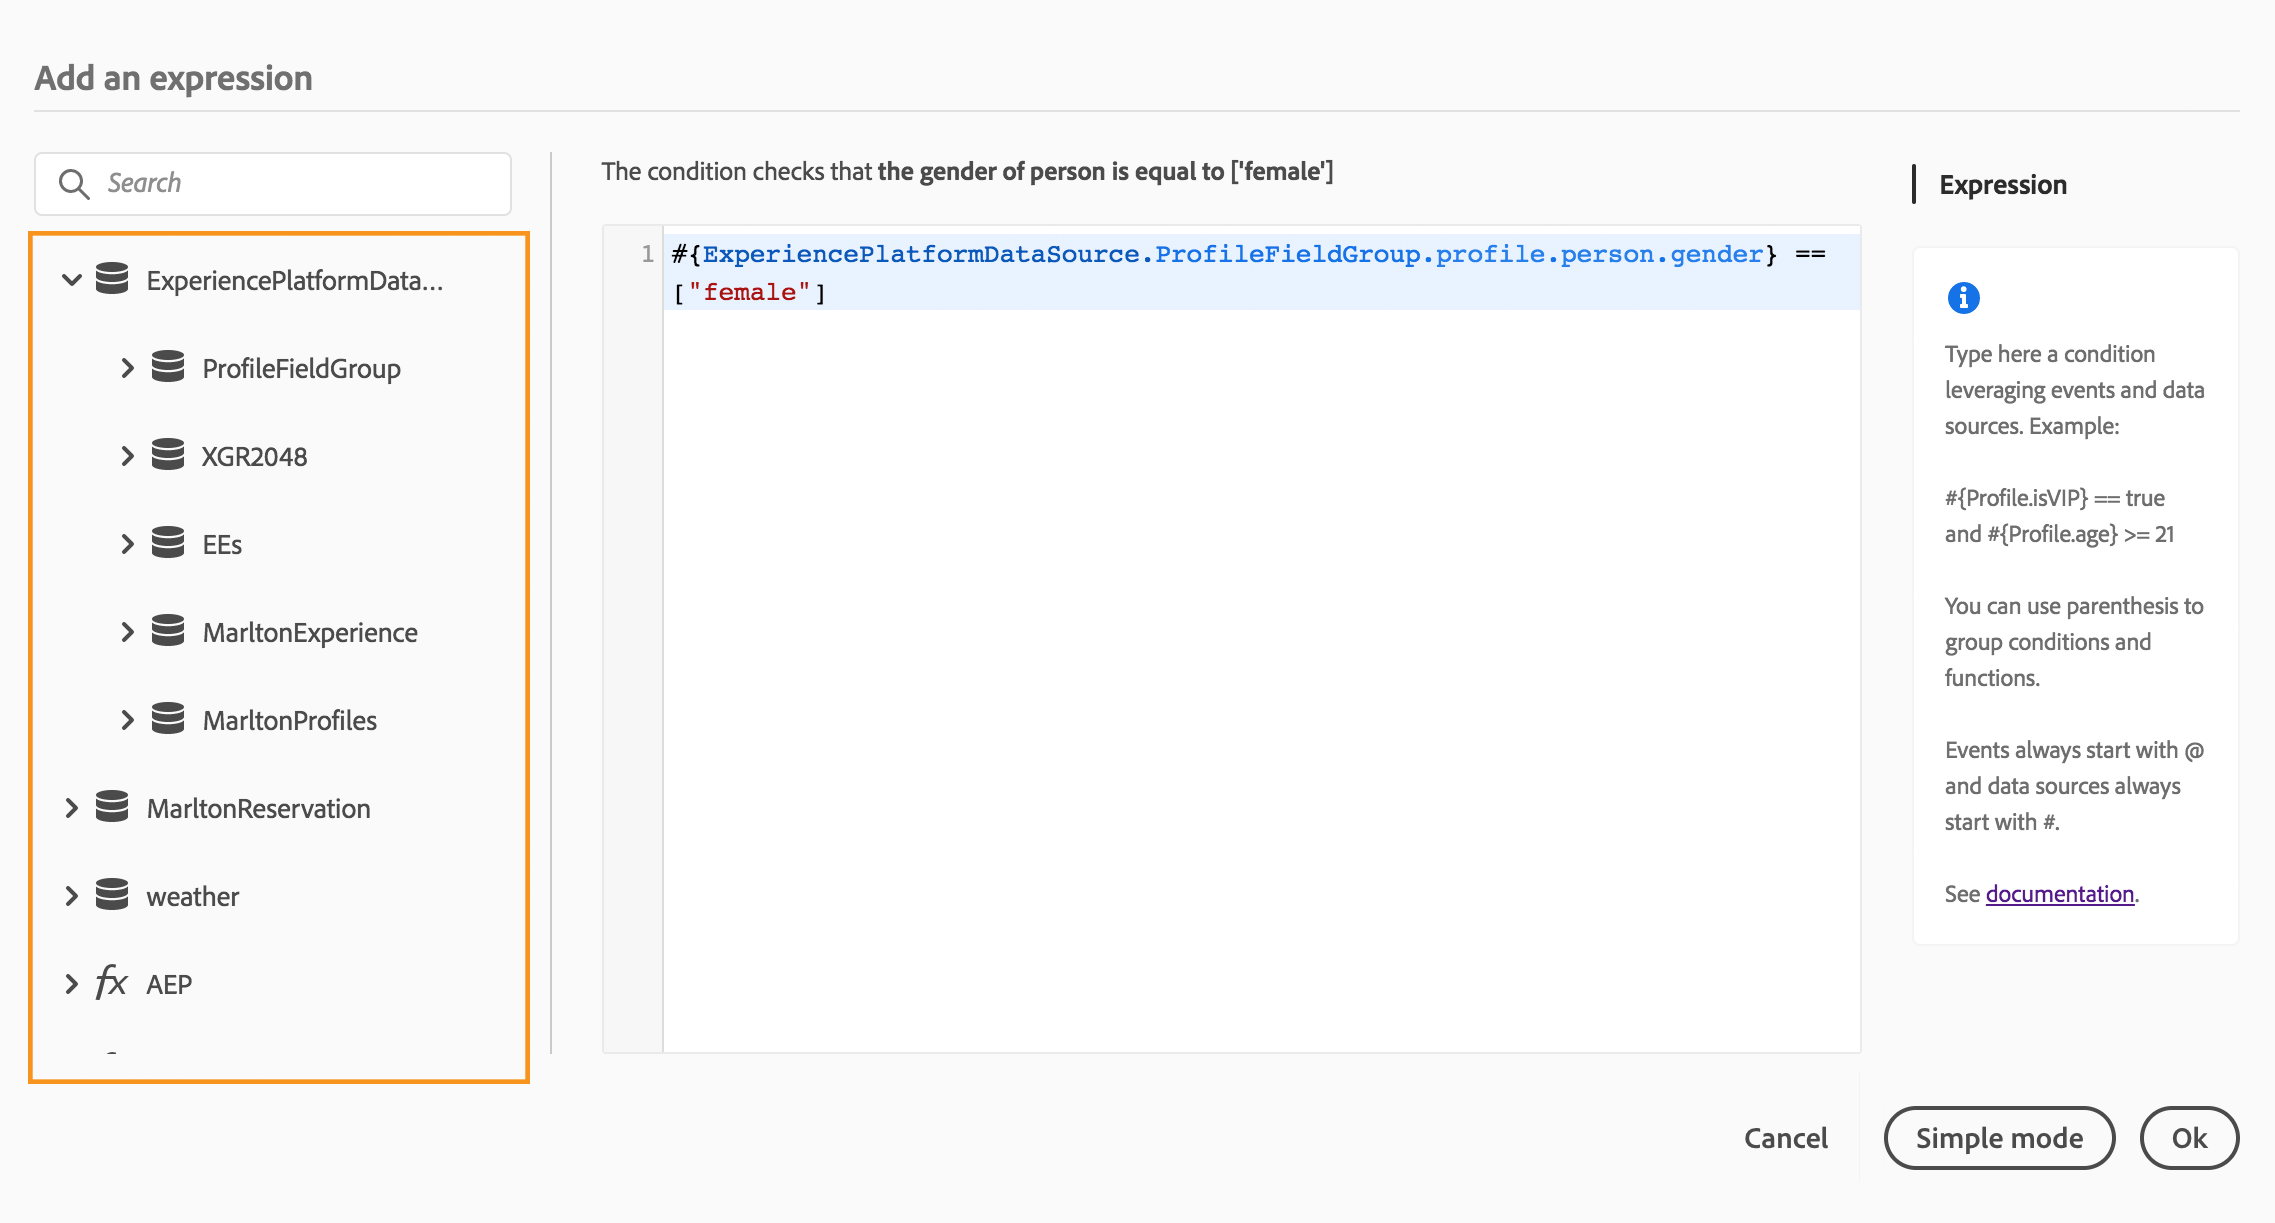 Add an expression
Search
ExperiencePlatformData...
ProfileFieldGroup
XGR2048
EEs
MarltonExperience
MarltonProfiles
MarltonReservation
weather
fx AEP
The condition checks that the gender of person is equal to ['female']
1 #{ExperiencePlatformDataSource.ProfileFieldGroup.profile.person.gender} ==
["female"]
Expression
Type here a condition
leveraging events and data
sources. Example:
#{Profile.isVIP} == true
and #{Profile.age} >= 21
You can use parenthesis to
group conditions and
functions.
Events always start with @
and data sources always
start with #.
See documentation.
Cancel
Simple mode
Ok